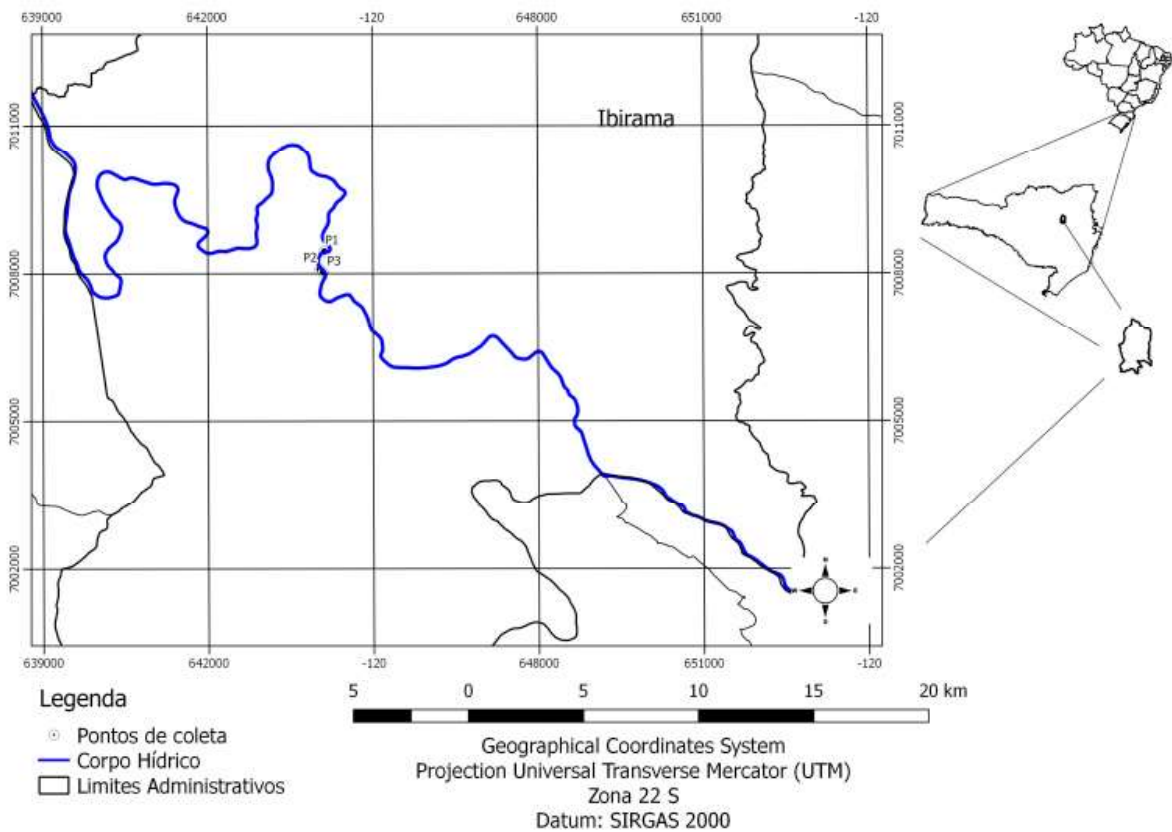 639000 642000 -120 648000 651000 -120
Ibirama
7011000 7011000
P1
P2 P3
7008000 7008000
7005000 7005000
7002000 7002000
639000 642000 -120 648000 651000 -120
Legenda
Pontos de coleta
Corpo Hídrico
Limites Administrativos
5 0 5 10 15 20 km
Geographical Coordinates System
Projection Universal Transverse Mercator (UTM)
Zona 22 S
Datum: SIRGAS 2000